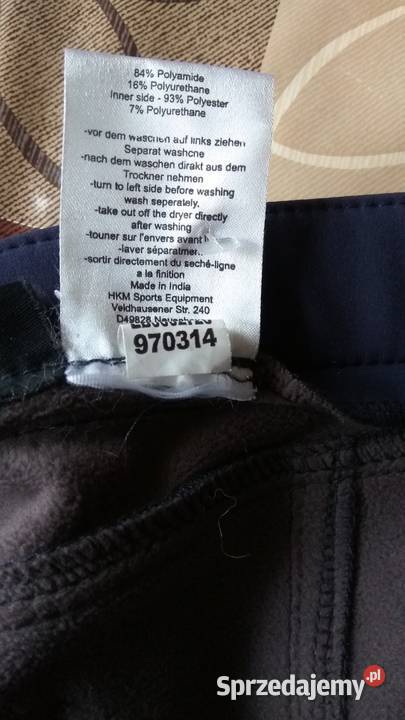 84% Polyamide
16% Polyurethane
Inner side - 93% Polyester
7% Polyurethane
-vor dem waschen auf links ziehen
Separat washcne
-nach dem waschen dirakt aus dem
Trockner nehmen
-turn to left side before washing
wash seperately.
-take out off the dryer directly
after washing
-touner sur l'envers avant
-laver séparatmer
-sortir directement du seché-ligne
a la finition
Made in India
HKM Sports Equipment
Veldhausener Str. 240
D49828
970314
Sprzedajemy.pl